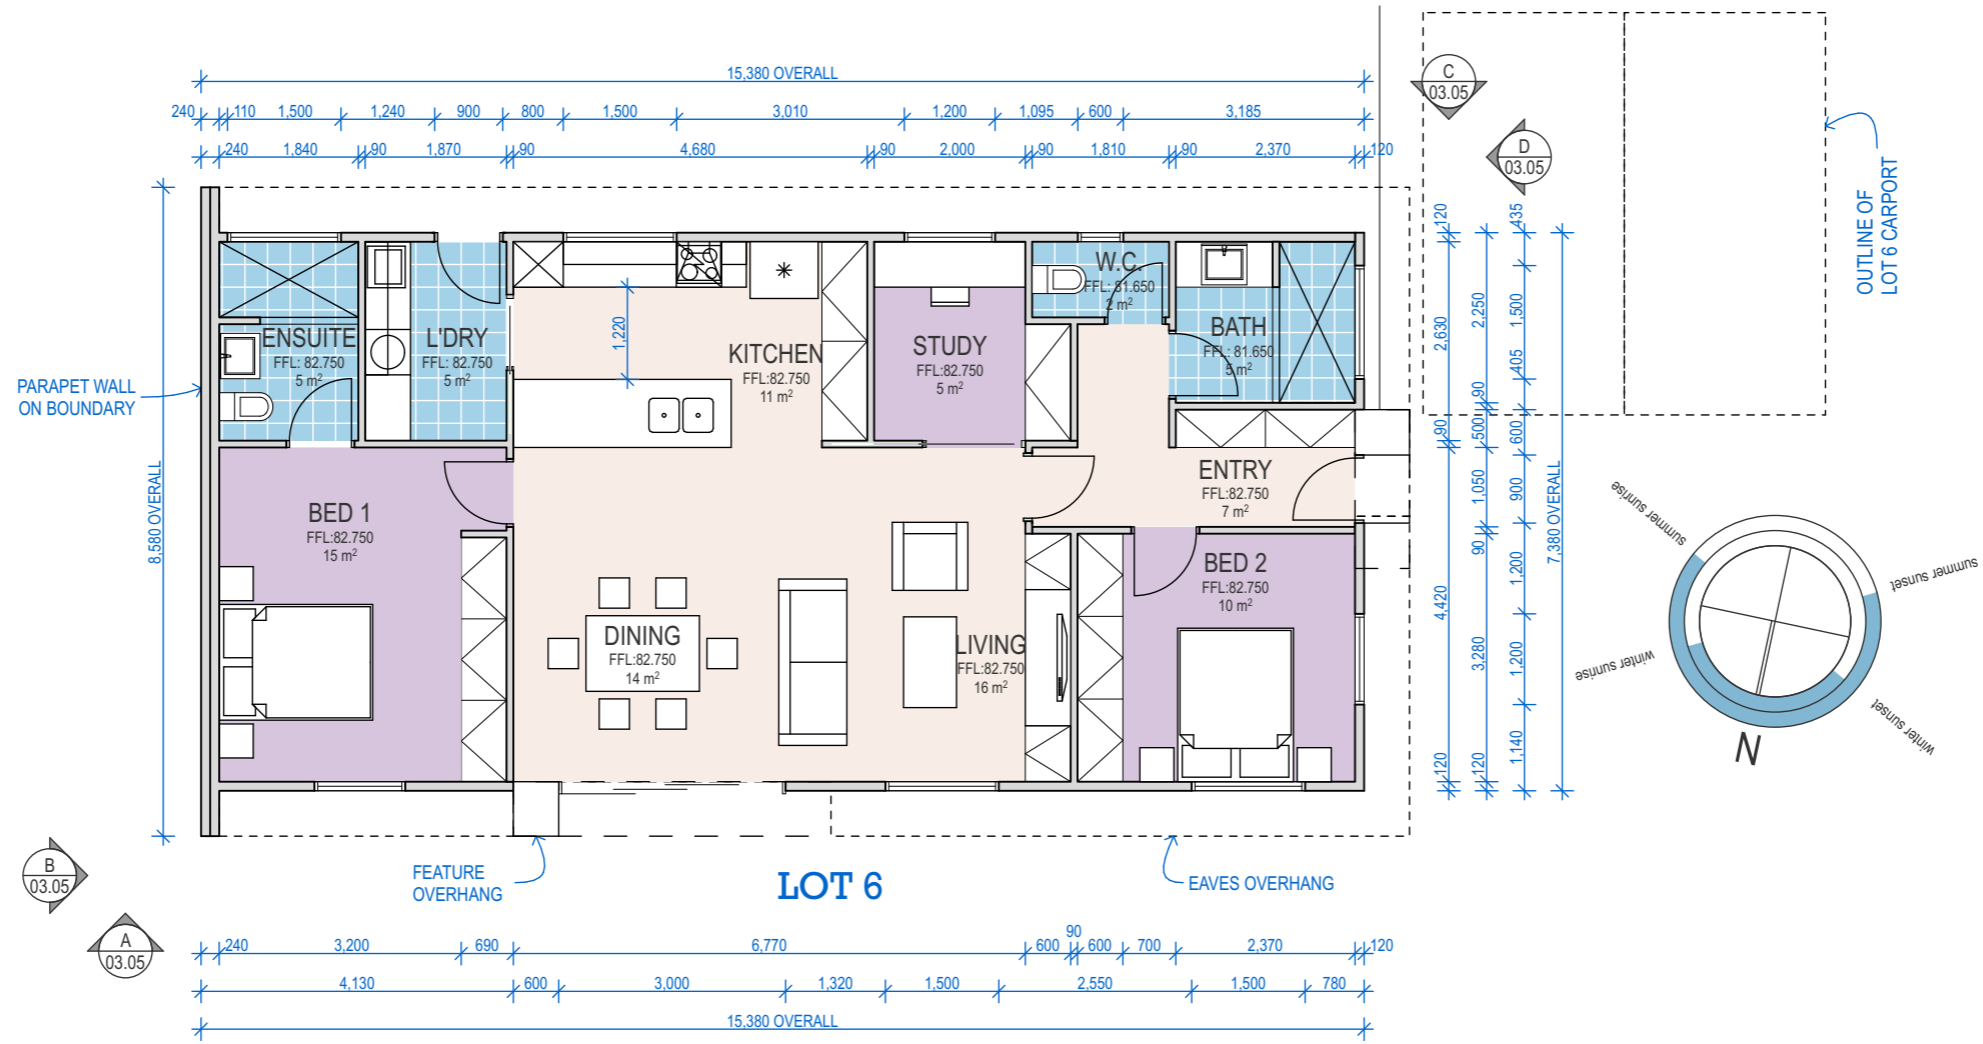 15,380 OVERALL
240 110 1,500 1,240 900 800 1,500 3,010 1,200 1,095 600 3,185
240 1,840 90 1,870 90 4,680 90 2,000 90 1,810 90 2,370 120
C
03.05
D
03.05
OUTLINE OF
LOT 6 CARPORT
PARAPET WALL
ON BOUNDARY
8,580 OVERALL
ENSUITE
FFL: 82.750
5 m²
L'DRY
FFL: 82.750
5 m²
1,220
KITCHEN
FFL:82.750
11 m²
STUDY
FFL:82.750
5 m²
W.C.
FFL: 81.650
2 m²
BATH
FFL: 81.650
5 m²
ENTRY
FFL:82.750
7 m²
BED 1
FFL:82.750
15 m²
DINING
FFL:82.750
14 m²
LIVING
FFL:82.750
16 m²
BED 2
FFL:82.750
10 m²
120 2,630 90 4,420 120
2,250 90 500 1,050 90 3,280 120
435 1,500 405 600 900 1,200 1,200 1,140
7,380 OVERALL
summer sunrise
summer sunset
winter sunrise
winter sunset
N
B
03.05
A
03.05
FEATURE
OVERHANG
LOT 6
EAVES OVERHANG
240 3,200 690 6,770 600 90 600 700 2,370 120
4,130 600 3,000 1,320 1,500 2,550 1,500 780
15,380 OVERALL